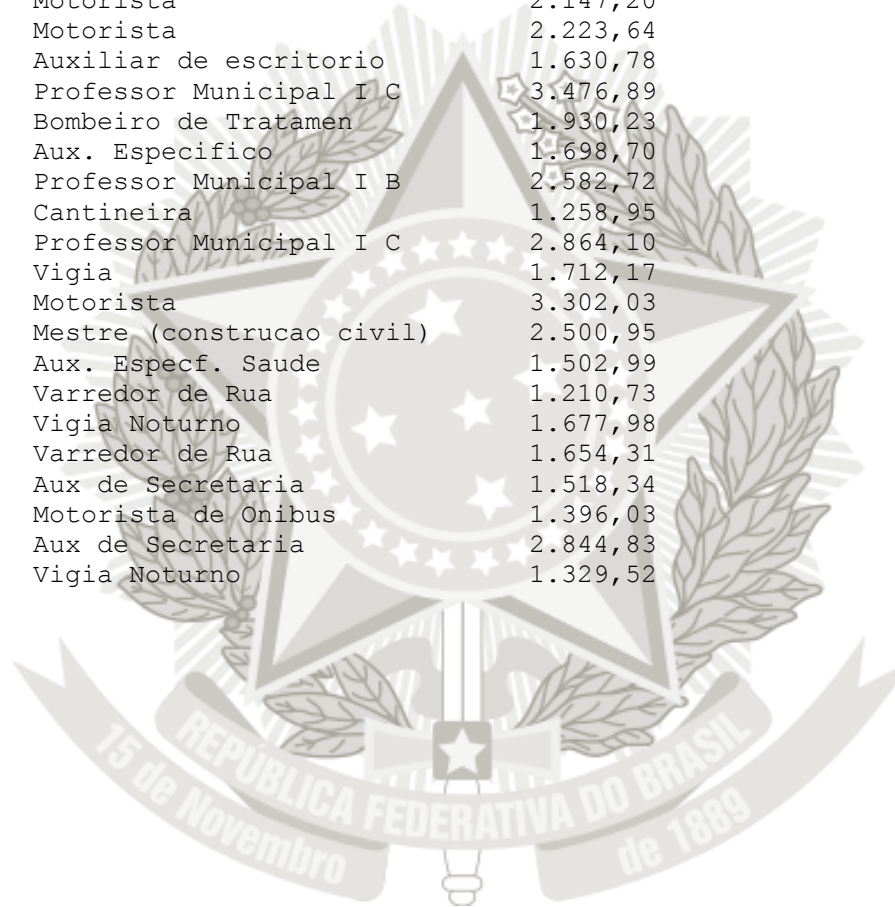 Motorista 2.147,20
Motorista 2.223,64
Auxiliar de escritorio 1.630,78
Professor Municipal I C 3.476,89
Bombeiro de Tratamen 1.930,23
Aux. Especifico 1.698,70
Professor Municipal I B 2.582,72
Cantineira 1.258,95
Professor Municipal I C 2.864,10
Vigia 1.712,17
Motorista 3.302,03
Mestre (construcao civil) 2.500,95
Aux. Especf. Saude 1.502,99
Varredor de Rua 1.210,73
Vigia Noturno 1.677,98
Varredor de Rua 1.654,31
Aux de Secretaria 1.518,34
Motorista de Onibus 1.396,03
Aux de Secretaria 2.844,83
Vigia Noturno 1.329,52
REPÚBLICA FEDERATIVA DO BRASIL
15 de Novembro de 1889